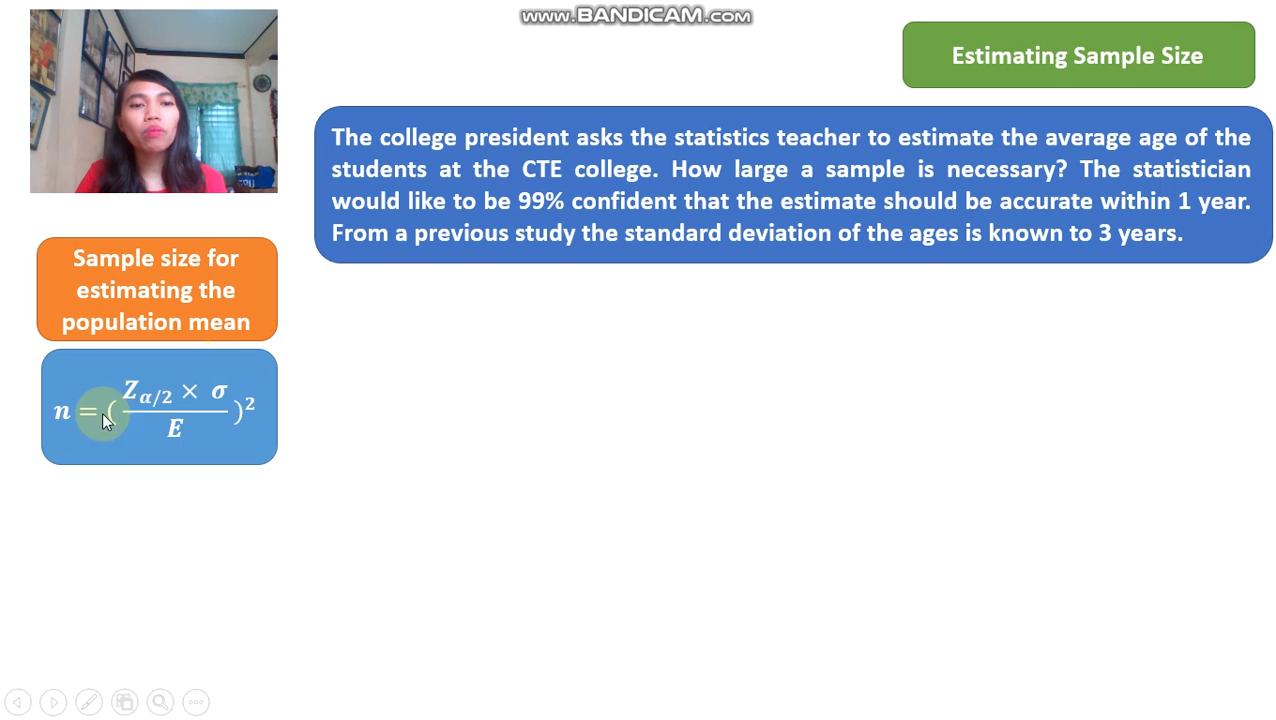 www.BANDICAM.com
Estimating Sample Size
The college president asks the statistics teacher to estimate the average age of the
students at the CTE college. How large a sample is necessary? The statistician
would like to be 99% confident that the estimate should be accurate within 1 year.
From a previous study the standard deviation of the ages is known to 3 years.
Sample size for
estimating the
population mean
n = ( Z_{α/2} × σ / E )²